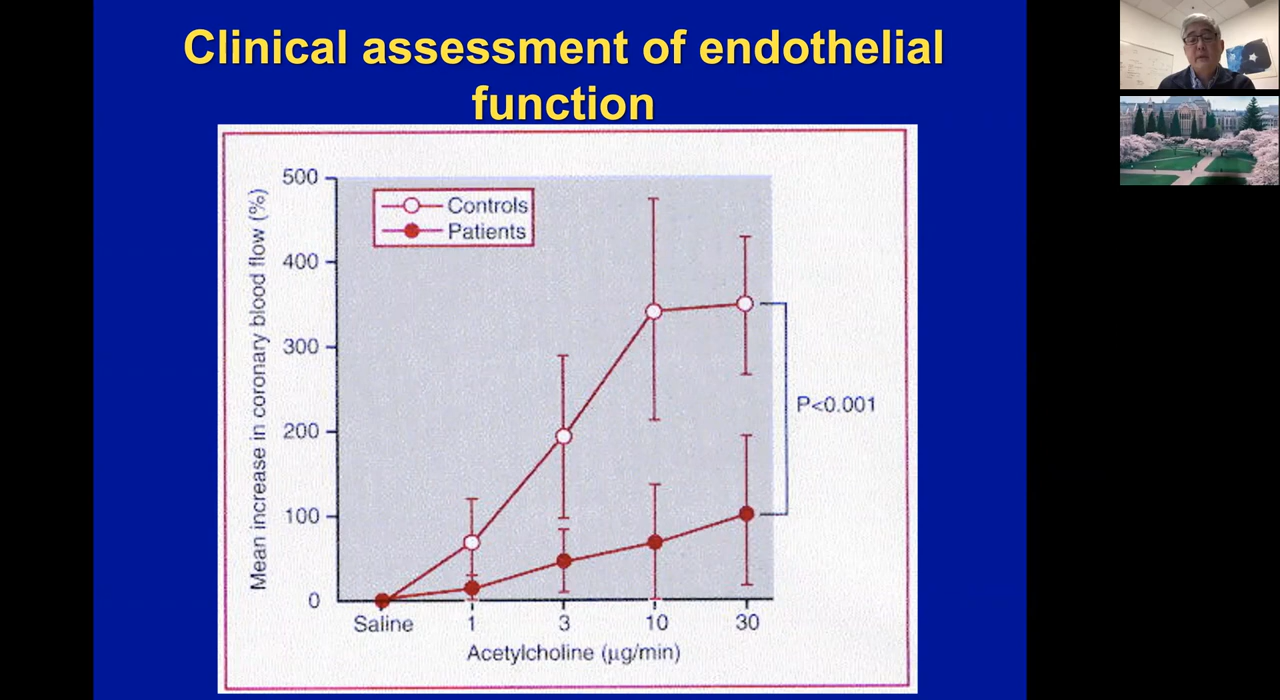 Clinical assessment of endothelial
function
Mean increase in coronary blood flow (%)
500
400
300
200
100
0
Controls
Patients
P<0.001
Saline 1 3 10 30
Acetylcholine (µg/min)